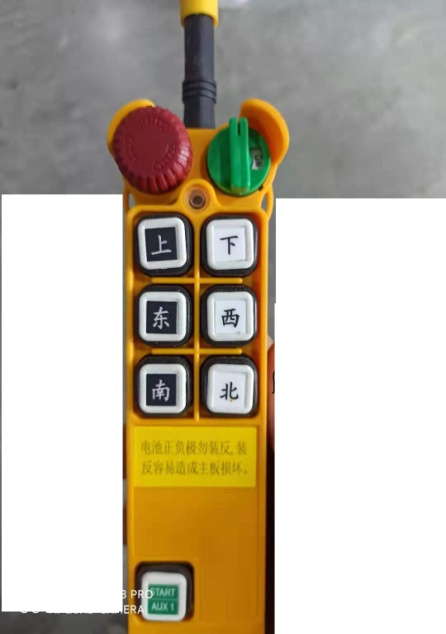 上 下
东 西
南 北
电池正负极勿装反,装
反容易造成主板损坏。
START
AUX 1